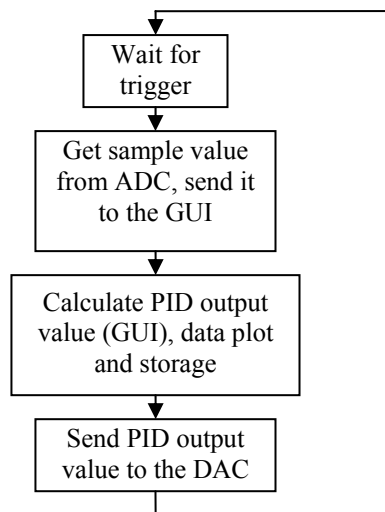 Wait for
trigger
Get sample value
from ADC, send it
to the GUI
Calculate PID output
value (GUI), data plot
and storage
Send PID output
value to the DAC